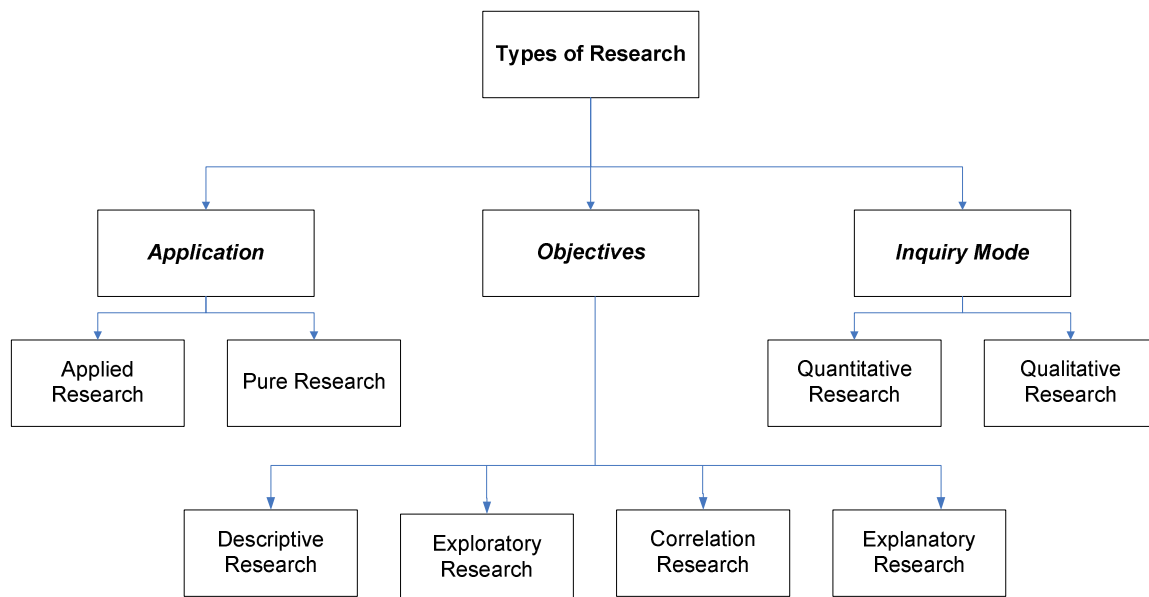 Types of Research
Application
Objectives
Inquiry Mode
Applied
Research
Pure Research
Quantitative
Research
Qualitative
Research
Descriptive
Research
Exploratory
Research
Correlation
Research
Explanatory
Research